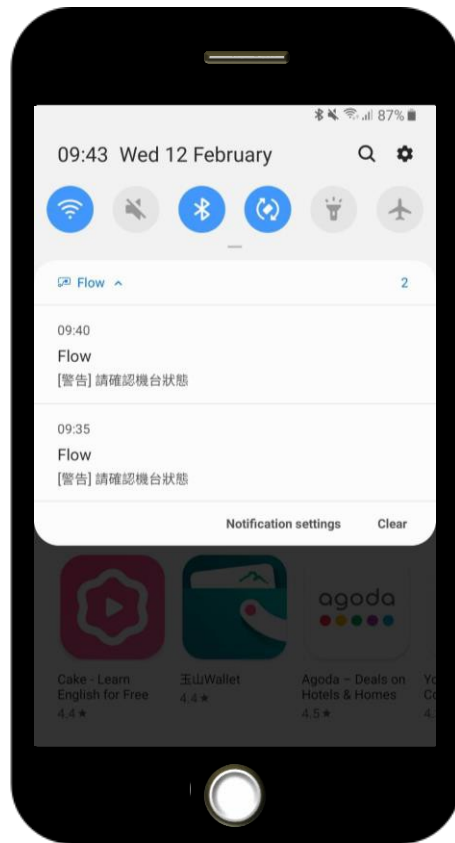 87%
09:43 Wed 12 February
Flow
2
09:40
Flow
[警告] 請確認機台狀態
09:35
Flow
[警告] 請確認機台狀態
Notification settings Clear
agoda
Cake - Learn
English for Free
4.4★
玉山Wallet
4.4★
Agoda – Deals on
Hotels & Homes
4.5★
Yo
Co
4.